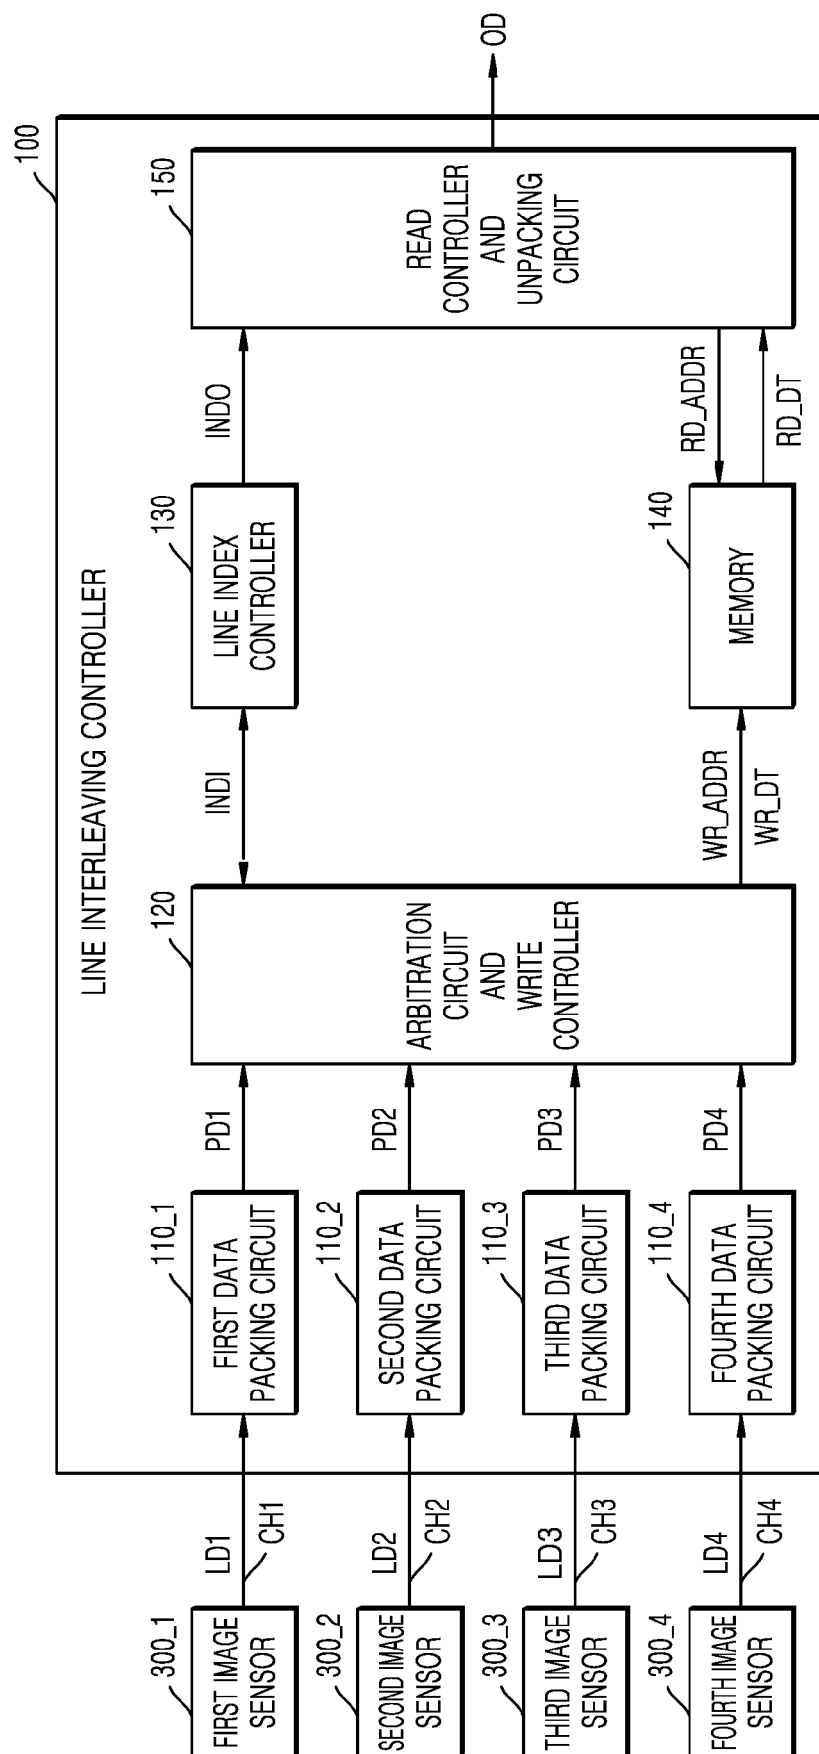 100
LINE INTERLEAVING CONTROLLER
300_1
FIRST IMAGE
SENSOR
LD1
CH1
110_1
FIRST DATA
PACKING CIRCUIT
PD1
300_2
SECOND IMAGE
SENSOR
LD2
CH2
110_2
SECOND DATA
PACKING CIRCUIT
PD2
300_3
THIRD IMAGE
SENSOR
LD3
CH3
110_3
THIRD DATA
PACKING CIRCUIT
PD3
300_4
FOURTH IMAGE
SENSOR
LD4
CH4
110_4
FOURTH DATA
PACKING CIRCUIT
PD4
120
ARBITRATION
CIRCUIT
AND
WRITE
CONTROLLER
INDI
130
LINE INDEX
CONTROLLER
INDO
WR_ADDR
WR_DT
140
MEMORY
RD_ADDR
RD_DT
150
READ
CONTROLLER
AND
UNPACKING
CIRCUIT
OD